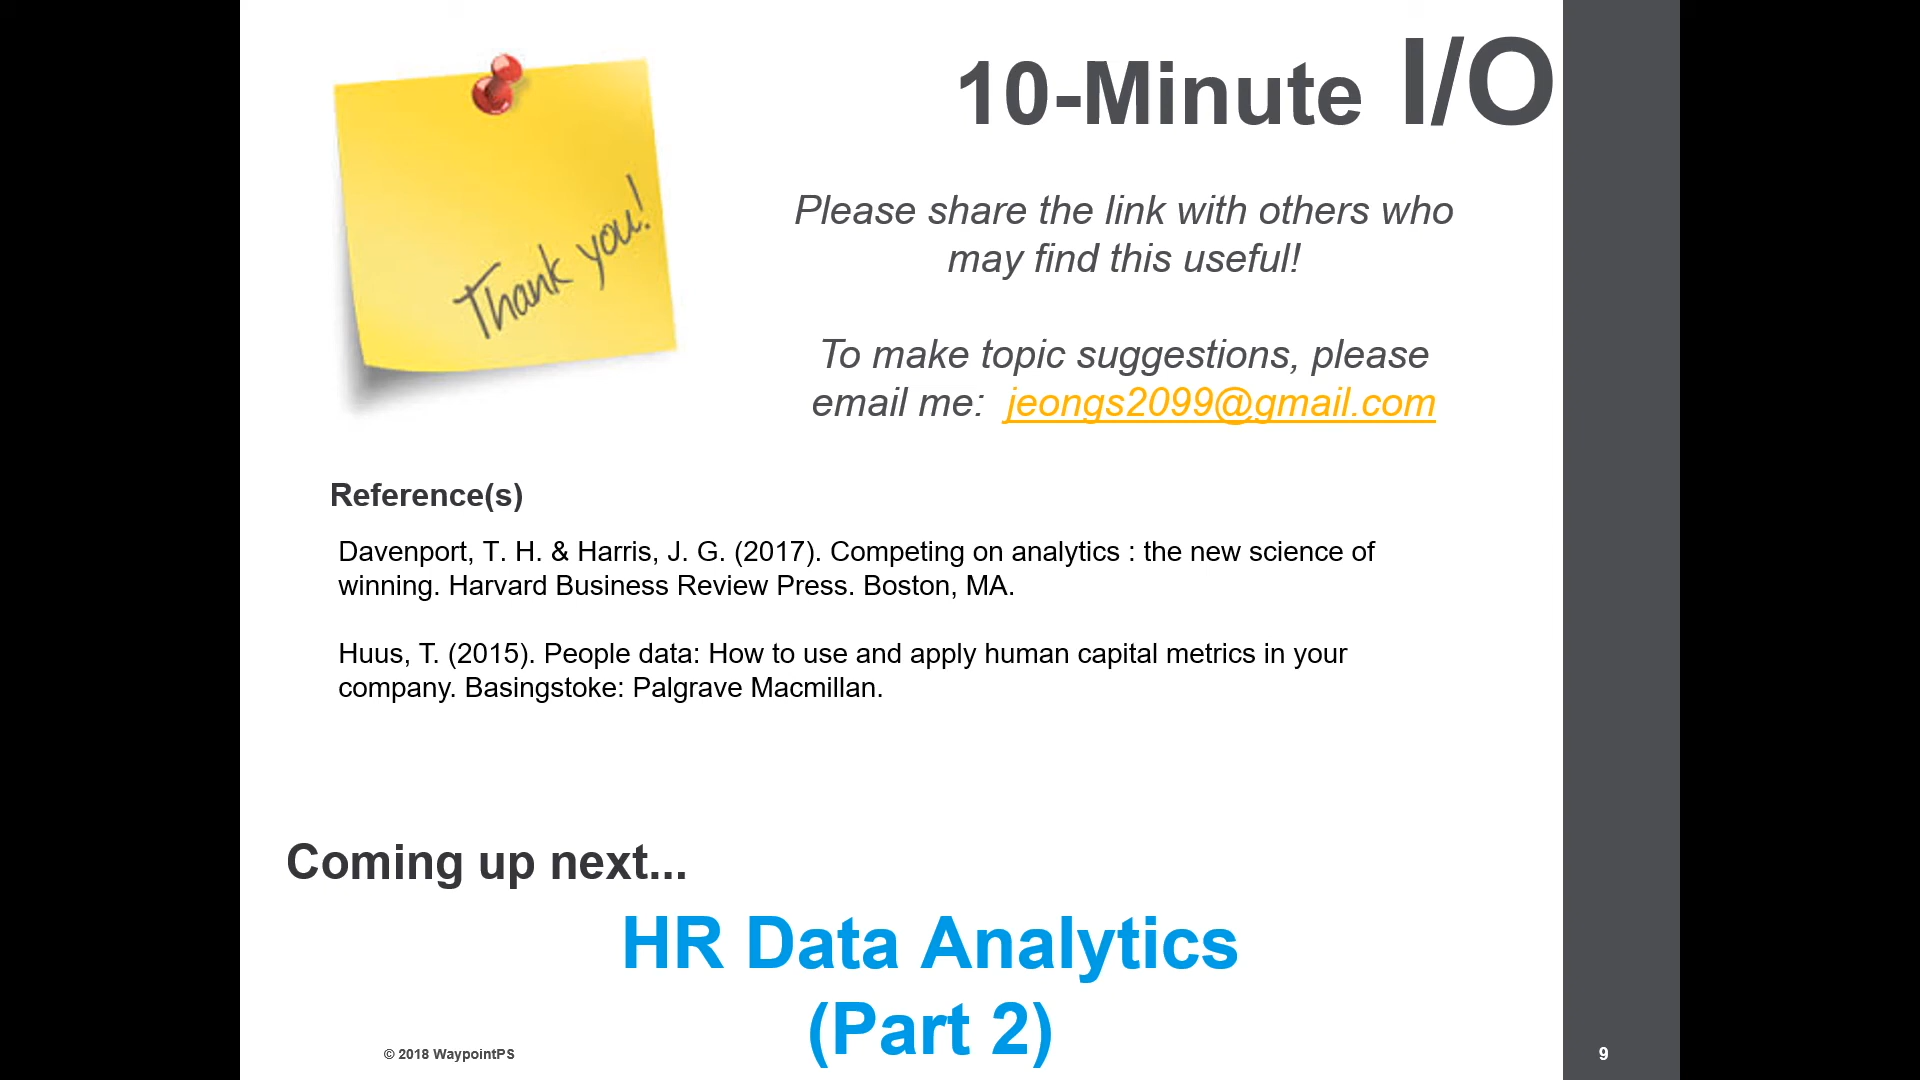 Thank you!
10-Minute I/O
Please share the link with others who
may find this useful!
To make topic suggestions, please
email me: jeongs2099@gmail.com
Reference(s)
Davenport, T. H. & Harris, J. G. (2017). Competing on analytics : the new science of
winning. Harvard Business Review Press. Boston, MA.
Huus, T. (2015). People data: How to use and apply human capital metrics in your
company. Basingstoke: Palgrave Macmillan.
Coming up next...
HR Data Analytics
(Part 2)
© 2018 WaypointPS
9